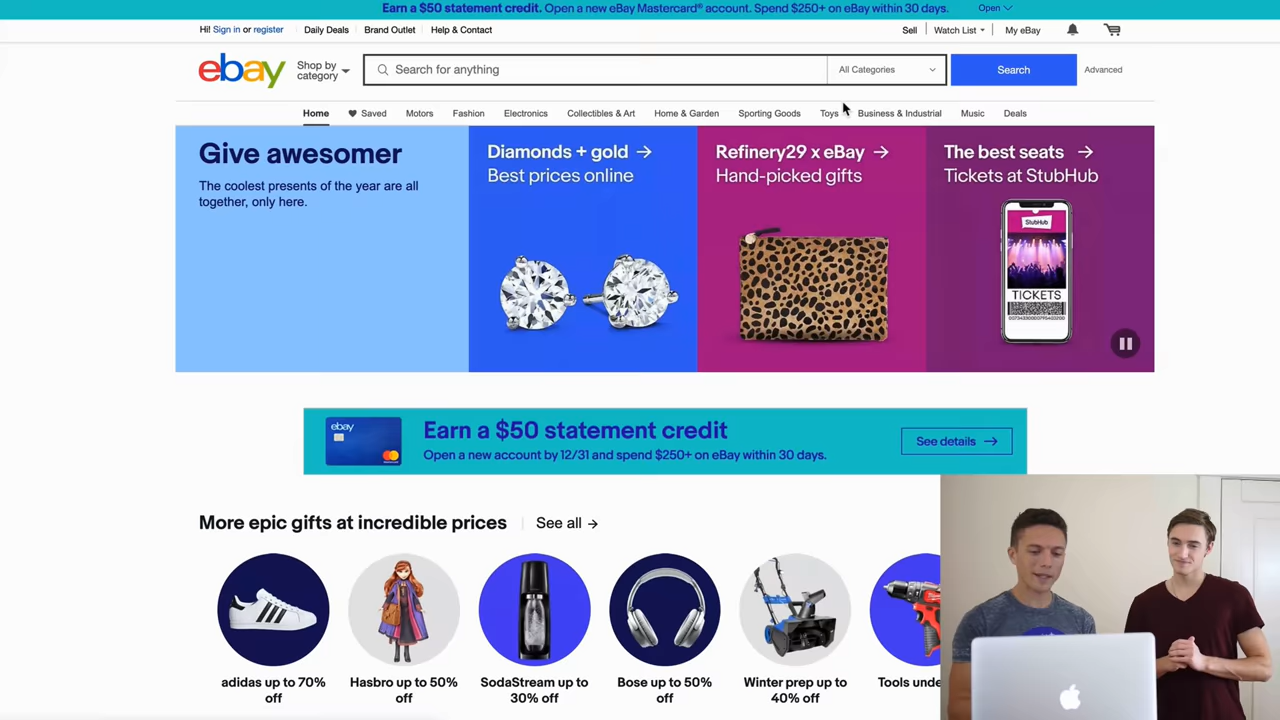 Earn a $50 statement credit. Open a new eBay Mastercard® account. Spend $250+ on eBay within 30 days. Open
Hi! Sign in or register Daily Deals Brand Outlet Help & Contact Sell Watch List My eBay
ebay Shop by category Search for anything All Categories Search Advanced
Home Saved Motors Fashion Electronics Collectibles & Art Home & Garden Sporting Goods Toys Business & Industrial Music Deals
Give awesomer
The coolest presents of the year are all
together, only here.
Diamonds + gold →
Best prices online
Refinery29 x eBay →
Hand-picked gifts
The best seats →
Tickets at StubHub
StubHub
TICKETS
ebay
Earn a $50 statement credit
Open a new account by 12/31 and spend $250+ on eBay within 30 days.
See details →
More epic gifts at incredible prices See all →
adidas up to 70%
off
Hasbro up to 50%
off
SodaStream up to
30% off
Bose up to 50%
off
Winter prep up to
40% off
Tools unde